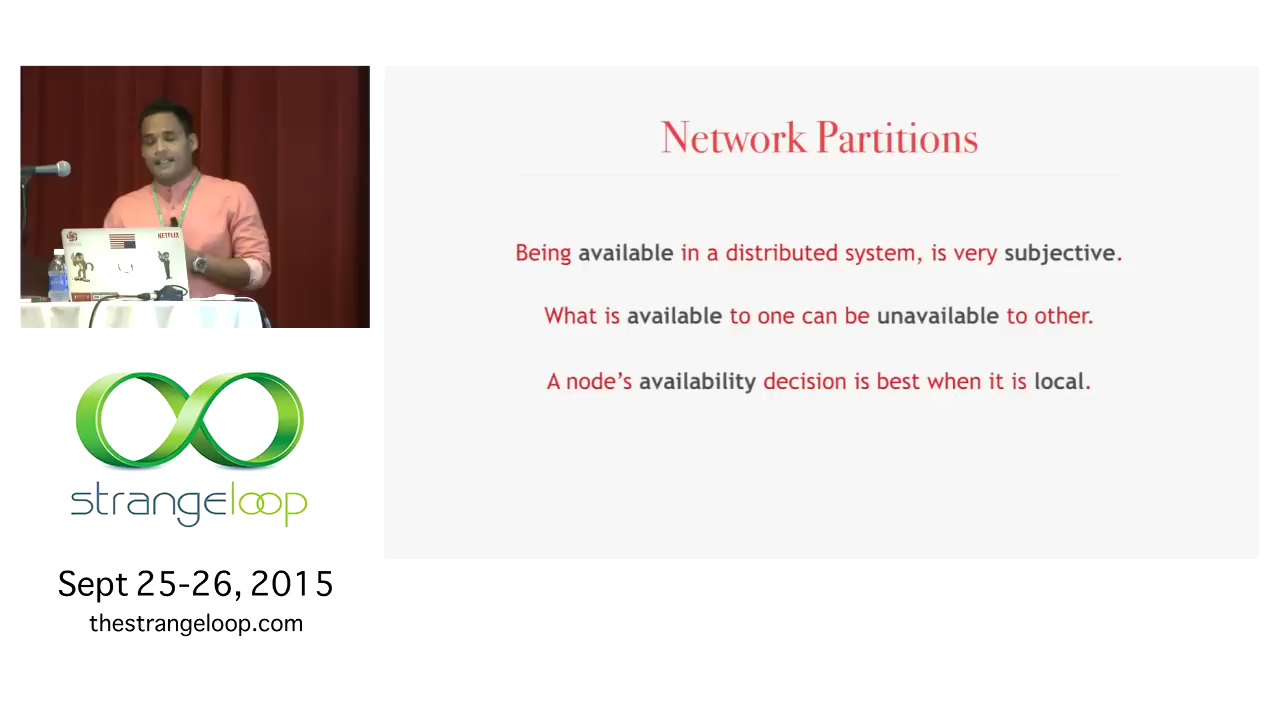 NETFLIX
Network Partitions
Being available in a distributed system, is very subjective.
What is available to one can be unavailable to other.
A node’s availability decision is best when it is local.
strangeloop
Sept 25-26, 2015
thestrangeloop.com